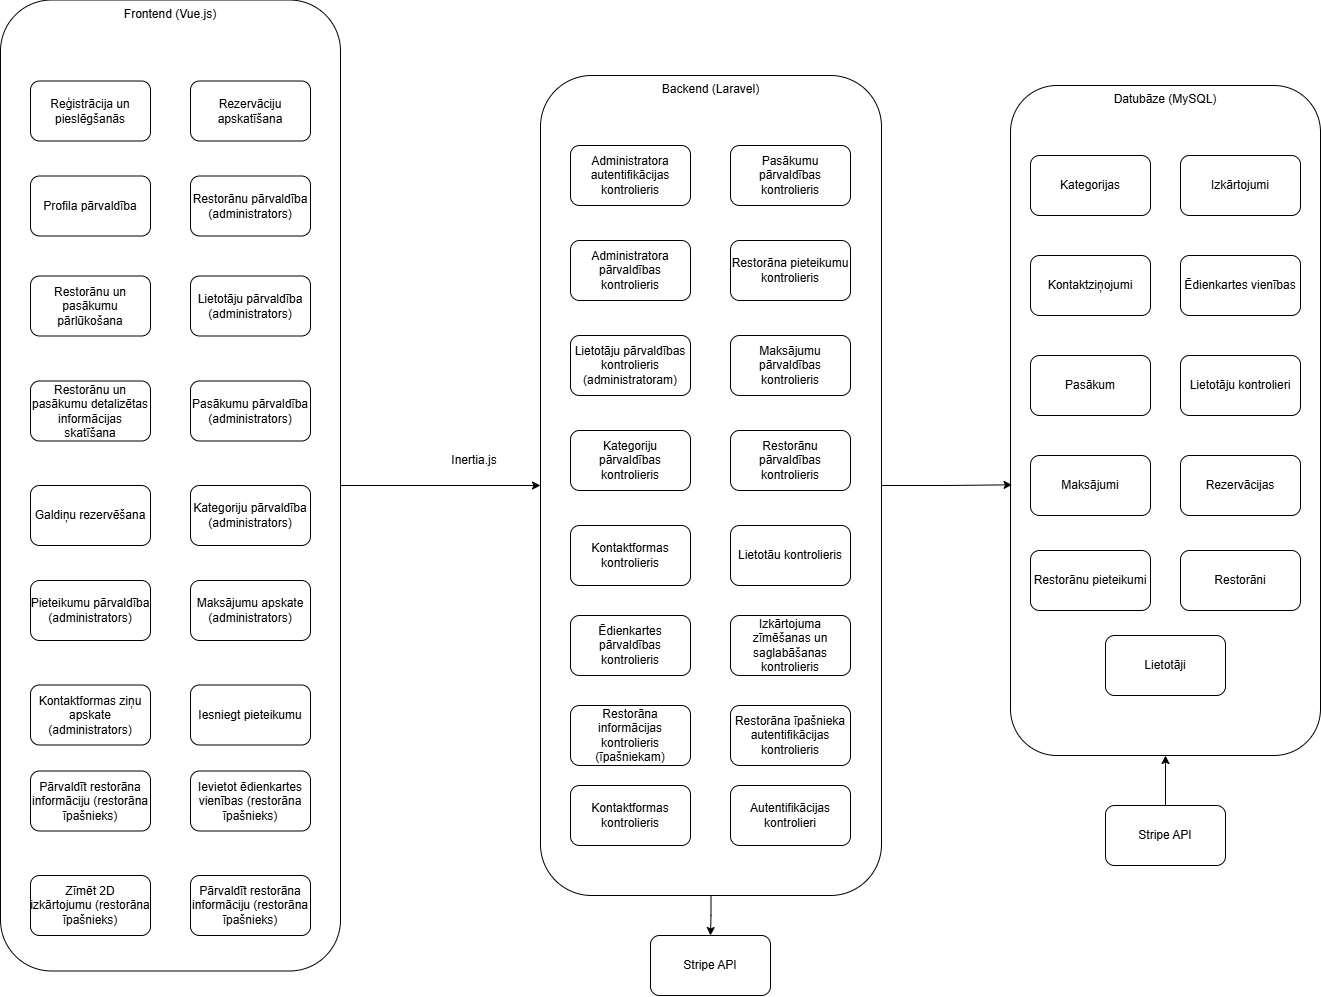 Frontend (Vue.js)
Reģistrācija un
pieslēgšanās
Rezervāciju
apskatīšana
Profila pārvaldība
Restorānu pārvaldība
(administrators)
Restorānu un
pasākumu
pārlūkošana
Lietotāju pārvaldība
(administrators)
Restorānu un
pasākumu detalizētas
informācijas
skatīšana
Pasākumu pārvaldība
(administrators)
Galdiņu rezervēšana
Kategoriju pārvaldība
(administrators)
Pieteikumu pārvaldība
(administrators)
Maksājumu apskate
(administrators)
Kontaktformas ziņu
apskate
(administrators)
Iesniegt pieteikumu
Pārvaldīt restorāna
informāciju (restorāna
īpašnieks)
Ievietot ēdienkartes
vienības (restorāna
īpašnieks)
Zīmēt 2D
izkārtojumu (restorāna
īpašnieks)
Pārvaldīt restorāna
informāciju (restorāna
īpašnieks)
Inertia.js
Backend (Laravel)
Administratora
autentifikācijas
kontrolieris
Pasākumu
pārvaldības
kontrolieris
Administratora
pārvaldības
kontrolieris
Restorāna pieteikumu
kontrolieris
Lietotāju pārvaldības
kontrolieris
(administratoram)
Maksājumu
pārvaldības
kontrolieris
Kategoriju
pārvaldības
kontrolieris
Restorānu
pārvaldības
kontrolieris
Kontaktformas
kontrolieris
Lietotāu kontrolieris
Ēdienkartes
pārvaldības
kontrolieris
Izkārtojuma
zīmēšanas un
saglabāšanas
kontrolieris
Restorāna
informācijas
kontrolieris
(īpašniekam)
Restorāna īpašnieka
autentifikācijas
kontrolieris
Kontaktformas
kontrolieris
Autentifikācijas
kontrolieri
Stripe API
Datubāze (MySQL)
Kategorijas
Izkārtojumi
Kontaktziņojumi
Ēdienkartes vienības
Pasākum
Lietotāju kontrolieri
Maksājumi
Rezervācijas
Restorānu pieteikumi
Restorāni
Lietotāji
Stripe API